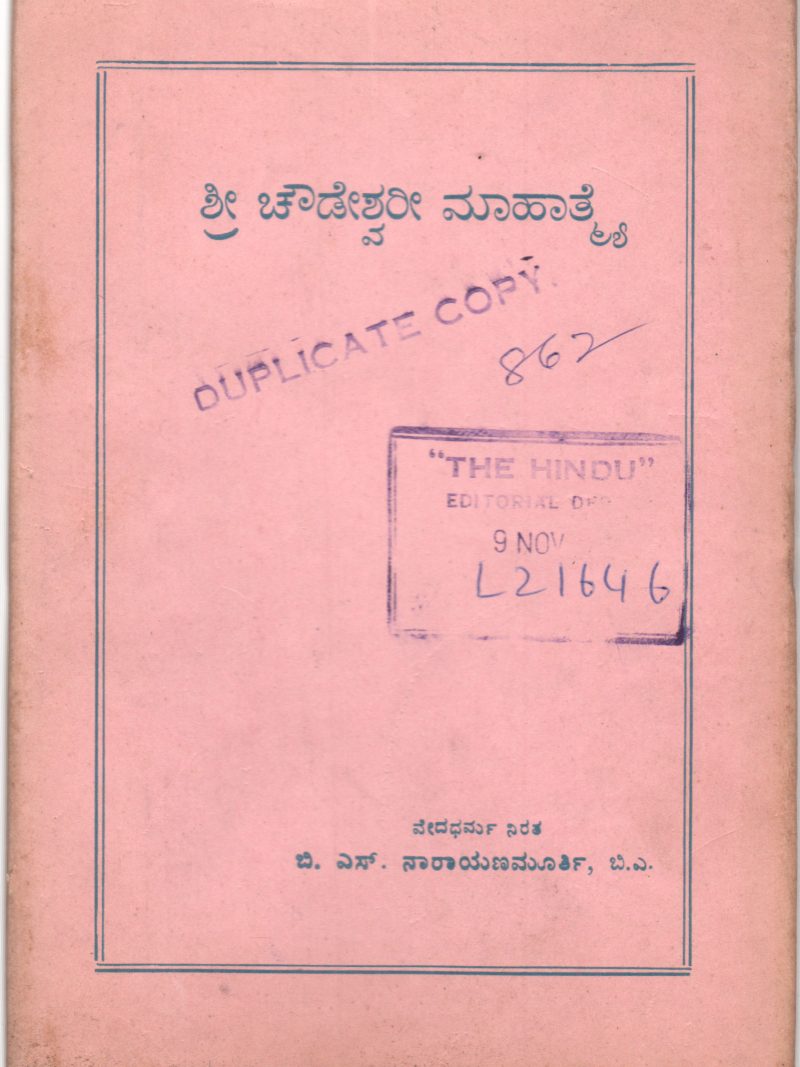 ಶ್ರೀ ಚೌಡೇಶ್ವರೀ ಮಾಹಾತ್ಮ್ಯೆ
DUPLICATE COPY.
862
"THE HINDU"
EDITORIAL
9 NOV
L21646
ವೇದಧರ್ಮ ನಿರತ
ಬಿ. ಎಸ್. ನಾರಾಯಣಮೂರ್ತಿ, ಬಿ.ಎ.